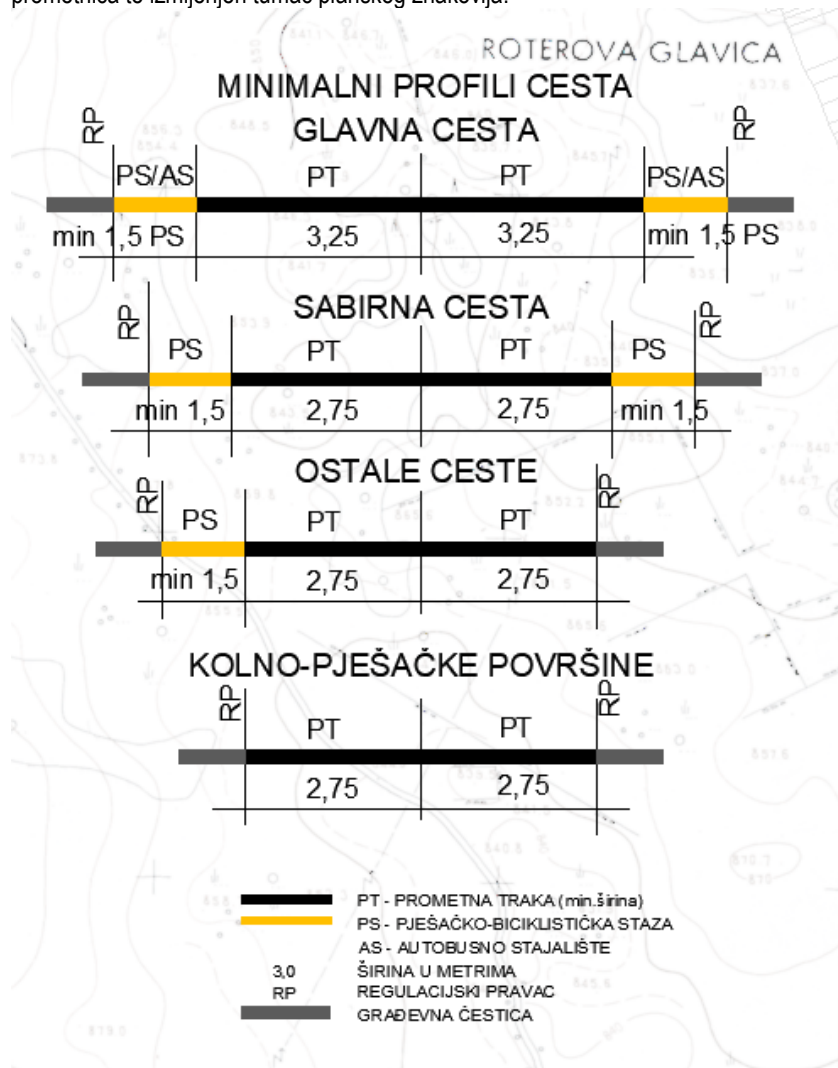 prometnica te izmijenjen tumač planskog znakovlja.
ROTEROVA GLAVICA
MINIMALNI PROFILI CESTA
GLAVNA CESTA
RP RP
PS/AS PT PT PS/AS
min 1,5 PS 3,25 3,25 min 1,5 PS
SABIRNA CESTA
RP RP
PS PT PT PS
min 1,5 2,75 2,75 min 1,5
OSTALE CESTE
RP RP
PS PT PT
min 1,5 2,75 2,75
KOLNO-PJEŠAČKE POVRŠINE
RP RP
PT PT
2,75 2,75
PT - PROMETNA TRAKA (min.širina)
PS - PJEŠAČKO-BICIKLISTIČKA STAZA
AS - AUTOBUSNO STAJALIŠTE
3,0 ŠIRINA U METRIMA
RP REGULACIJSKI PRAVAC
GRAĐEVNA ČESTICA